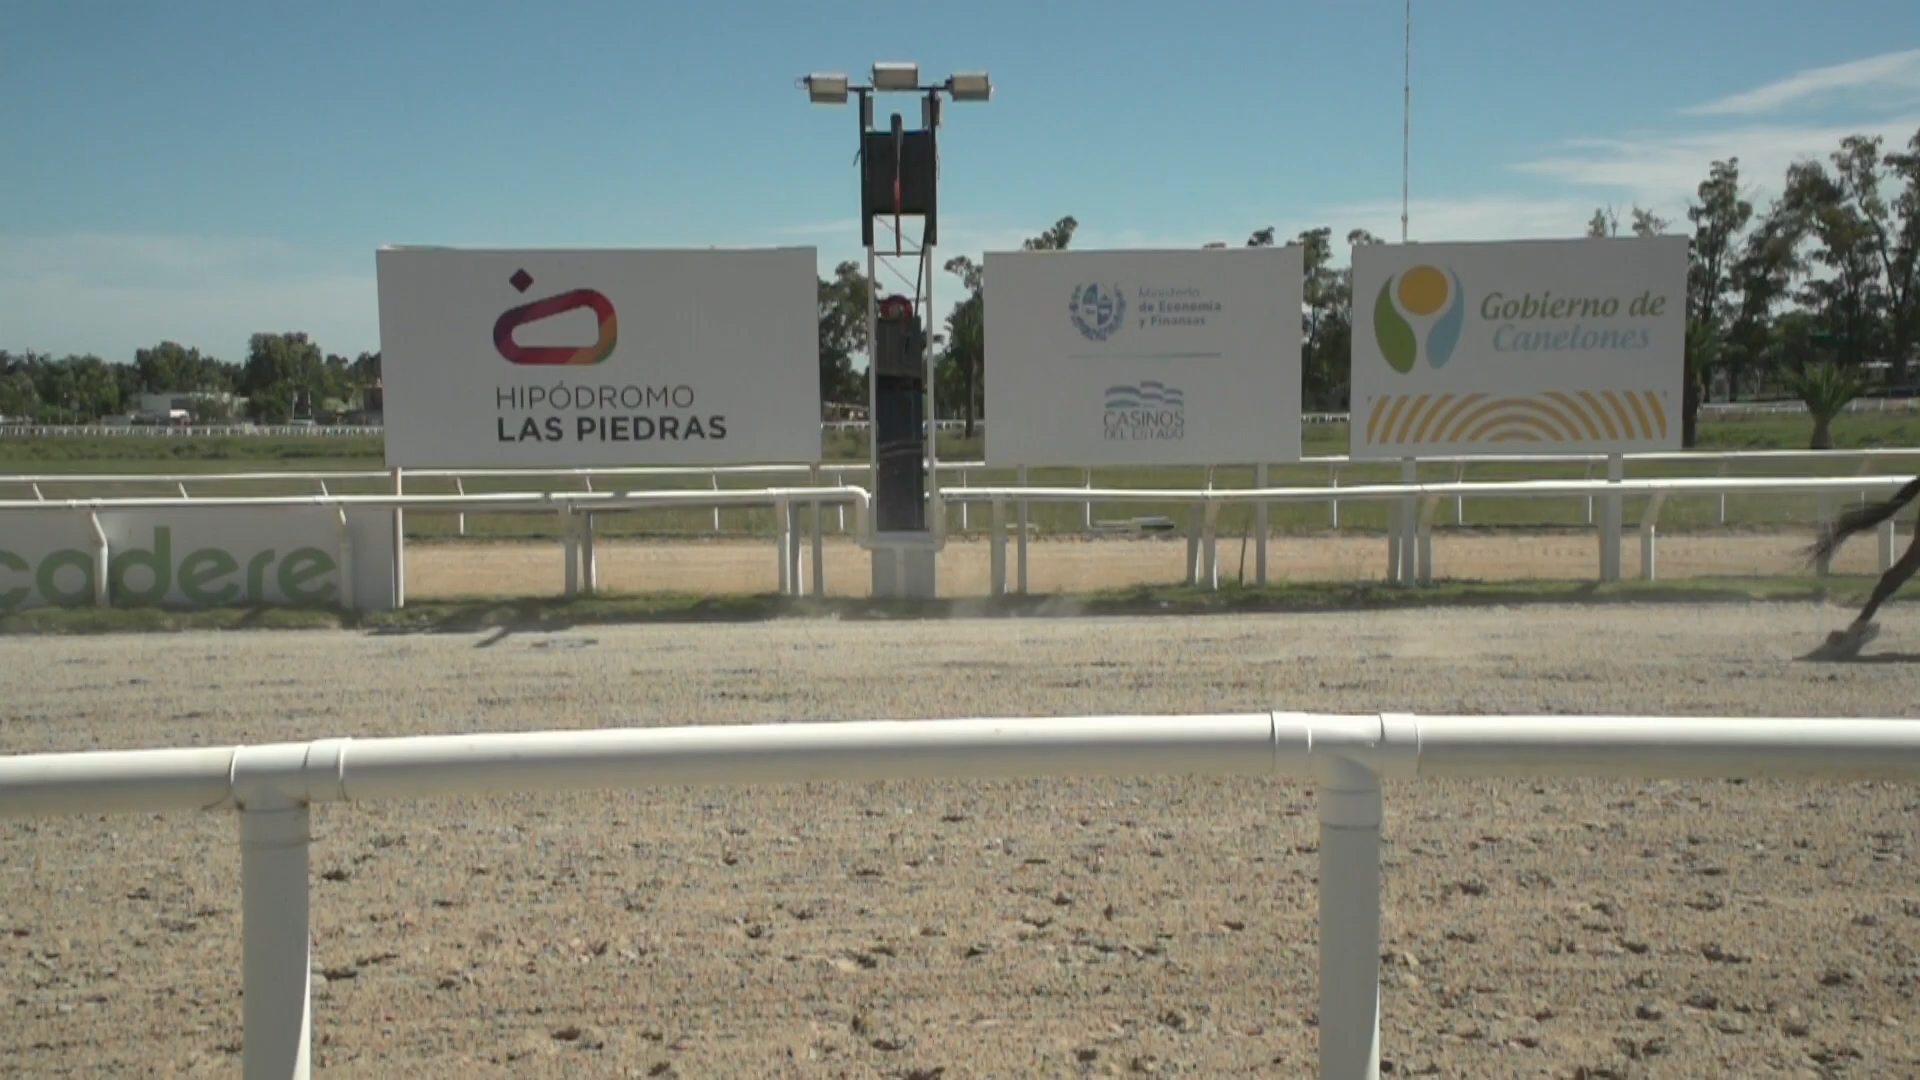 HIPÓDROMO
LAS PIEDRAS
Ministerio
de Economía
y Finanzas
CASINOS
DEL ESTADO
Gobierno de
Canelones
cadere